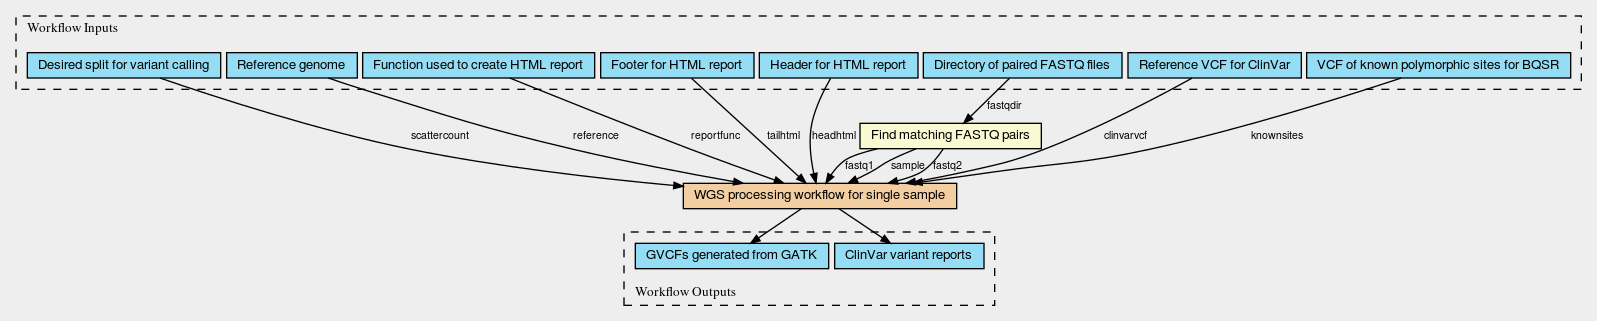 Workflow Inputs
Desired split for variant calling
Reference genome
Function used to create HTML report
Footer for HTML report
Header for HTML report
Directory of paired FASTQ files
Reference VCF for ClinVar
VCF of known polymorphic sites for BQSR
fastqdir
scattercount
reference
reportfunc
tailhtml
headhtml
Find matching FASTQ pairs
clinvarvcf
knownsites
fastq1
sample
fastq2
WGS processing workflow for single sample
GVCFs generated from GATK
ClinVar variant reports
Workflow Outputs